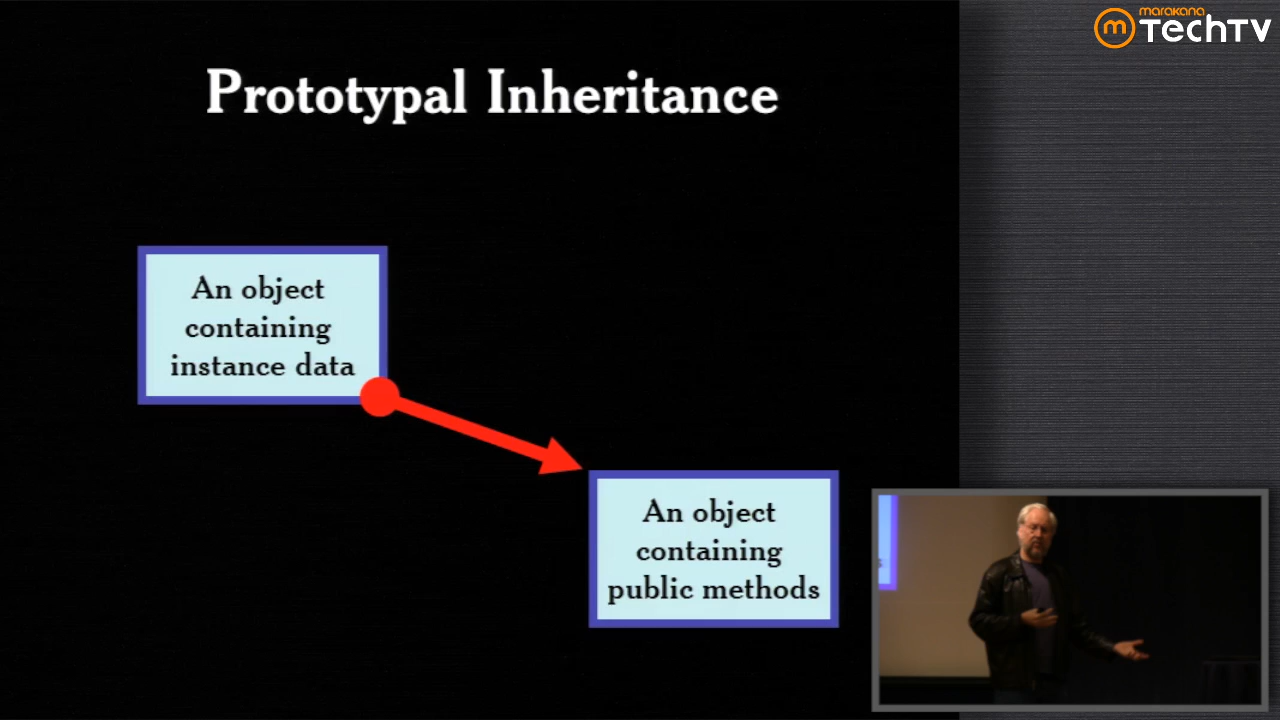 marakana
TechTV
Prototypal Inheritance
An object
containing
instance data
An object
containing
public methods